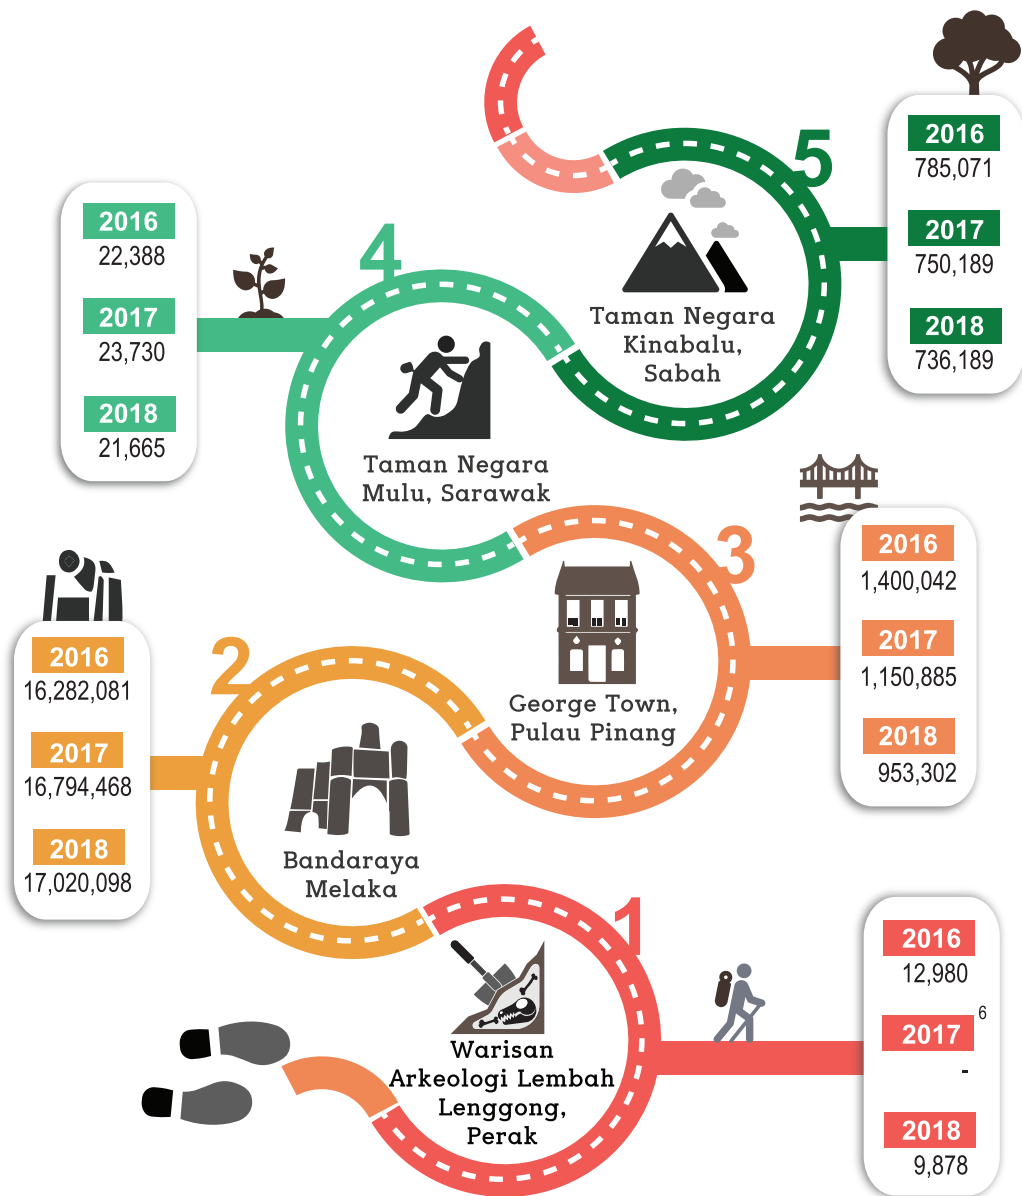 5
2016
785,071
2017
750,189
2018
736,189
Taman Negara
Kinabalu,
Sabah
4
2016
22,388
2017
23,730
2018
21,665
Taman Negara
Mulu, Sarawak
3
2016
1,400,042
2017
1,150,885
2018
953,302
George Town,
Pulau Pinang
2
2016
16,282,081
2017
16,794,468
2018
17,020,098
Bandaraya
Melaka
1
2016
12,980
2017 6
-
2018
9,878
Warisan
Arkeologi Lembah
Lenggong,
Perak